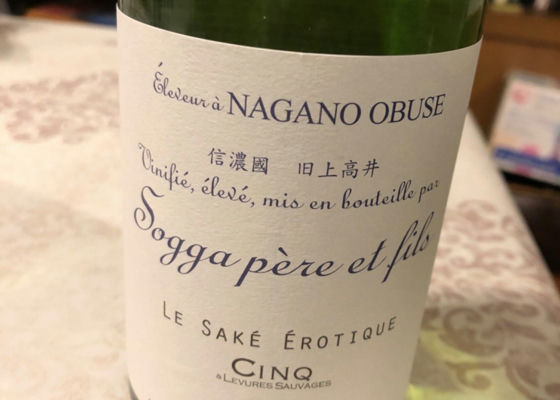 Éleveur à NAGANO OBUSE
信濃國 旧上高井
Vinifié, élevé, mis en bouteille par
Sogga père et fils
LE SAKÉ ÉROTIQUE
CINQ
à LEVURES SAUVAGES